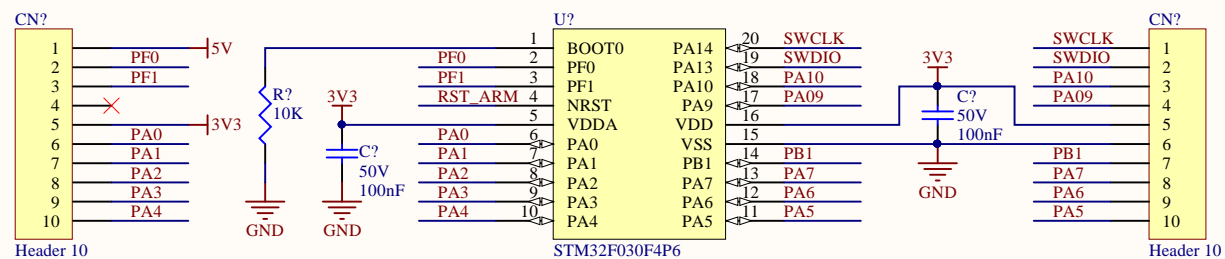 CN?
1
5V
2
PF0
3
PF1
4
5
3V3
6
PA0
7
PA1
8
PA2
9
PA3
10
PA4
Header 10
R?
10K
GND
3V3
C?
50V
100nF
GND
U?
1 BOOT0
PF0 2 PF0
PF1 3 PF1
RST_ARM 4 NRST
5 VDDA
PA0 6 PA0
PA1 7 PA1
PA2 8 PA2
PA3 9 PA3
PA4 10 PA4
PA14 20 SWCLK
PA13 19 SWDIO
PA10 18 PA10
PA9 17 PA09
VDD 16
VSS 15
PB1 14 PB1
PA7 13 PA7
PA6 12 PA6
PA5 11 PA5
STM32F030F4P6
3V3
C?
50V
100nF
GND
CN?
SWCLK 1
SWDIO 2
PA10 3
PA09 4
5
6
PB1 7
PA7 8
PA6 9
PA5 10
Header 10